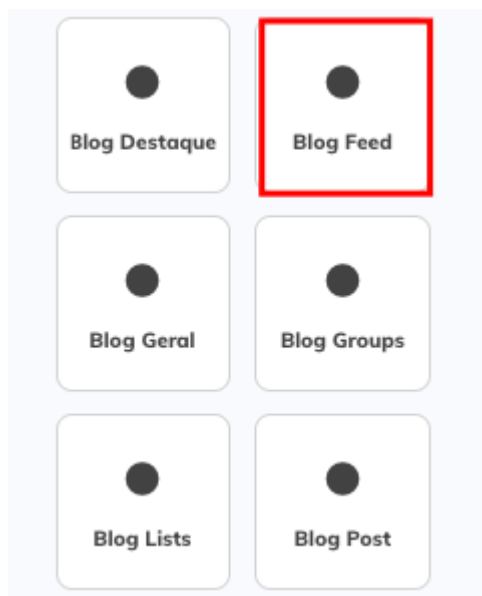 Blog Destaque
Blog Feed
Blog Geral
Blog Groups
Blog Lists
Blog Post